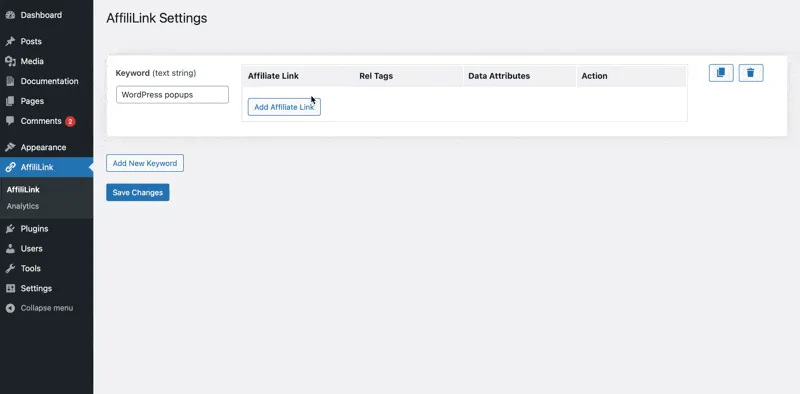 Dashboard
Posts
Media
Documentation
Pages
Comments 2
Appearance
AffiliLink
AffiliLink
Analytics
Plugins
Users
Tools
Settings
Collapse menu
AffiliLink Settings
Keyword (text string)
WordPress popups
Affiliate Link Rel Tags Data Attributes Action
Add Affiliate Link
Add New Keyword
Save Changes